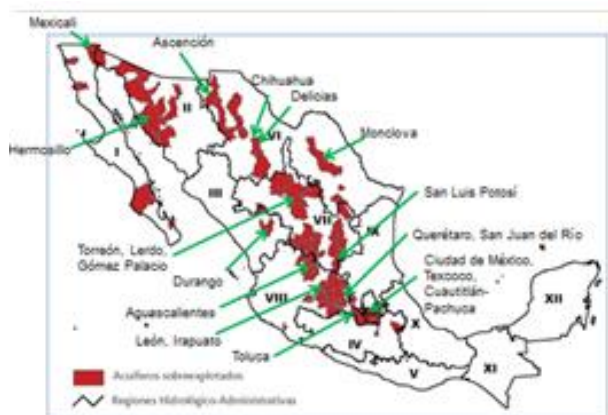 Mexicali
Ascención
Chihuahua
Delicias
Monclova
Hermosillo
II
I
VI
III
VII
IX
San Luis Potosí
Torreón, Lerdo,
Gómez Palacio
Querétaro, San Juan del Río
Durango
Ciudad de México,
Texcoco,
Cuautitlán-
Pachuca
Aguascalientes
VIII
XII
León, Irapuato
Toluca
IV
X
V
XI
Acuíferos sobreexplotados
Regiones Hidrológico-Administrativas